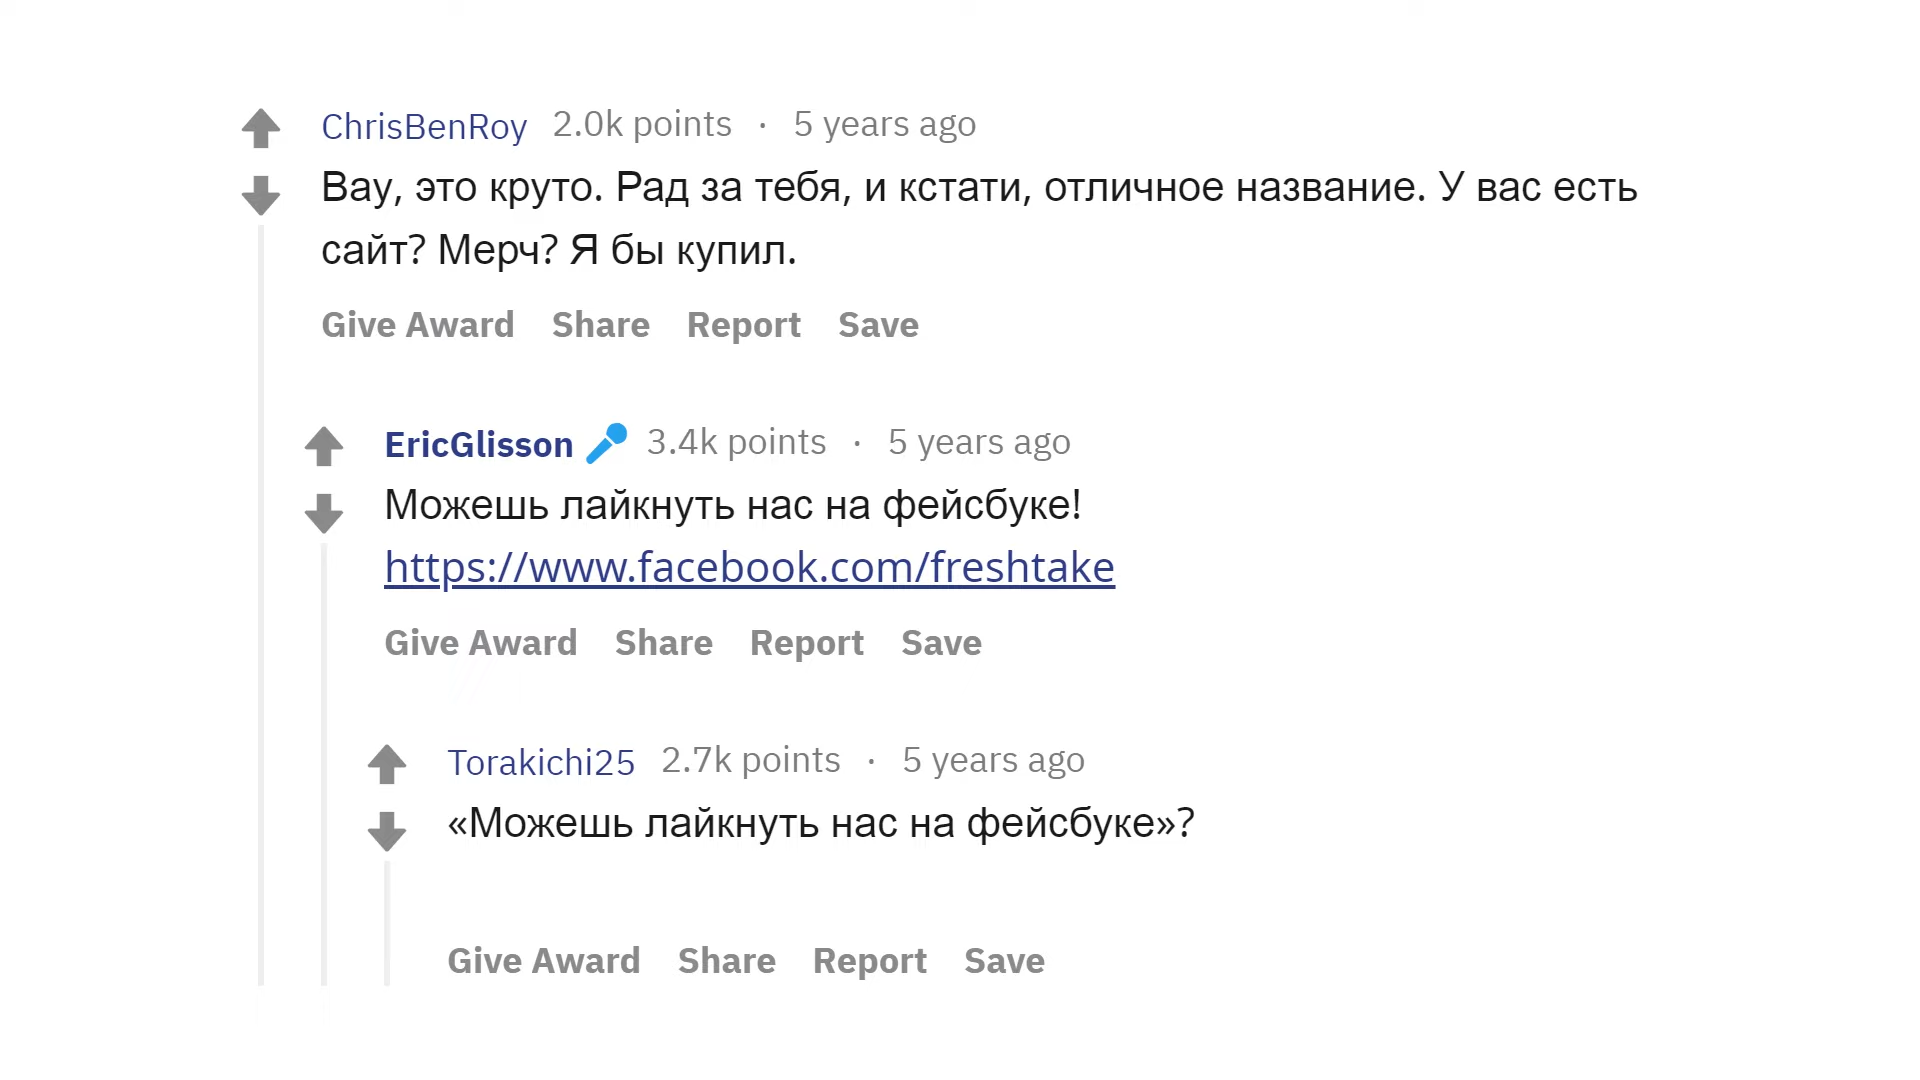 ChrisBenRoy 2.0k points · 5 years ago
Вау, это круто. Рад за тебя, и кстати, отличное название. У вас есть
сайт? Мерч? Я бы купил.
Give Award Share Report Save
EricGlisson 3.4k points · 5 years ago
Можешь лайкнуть нас на фейсбуке!
https://www.facebook.com/freshtake
Give Award Share Report Save
Torakichi25 2.7k points · 5 years ago
«Можешь лайкнуть нас на фейсбуке»?
Give Award Share Report Save